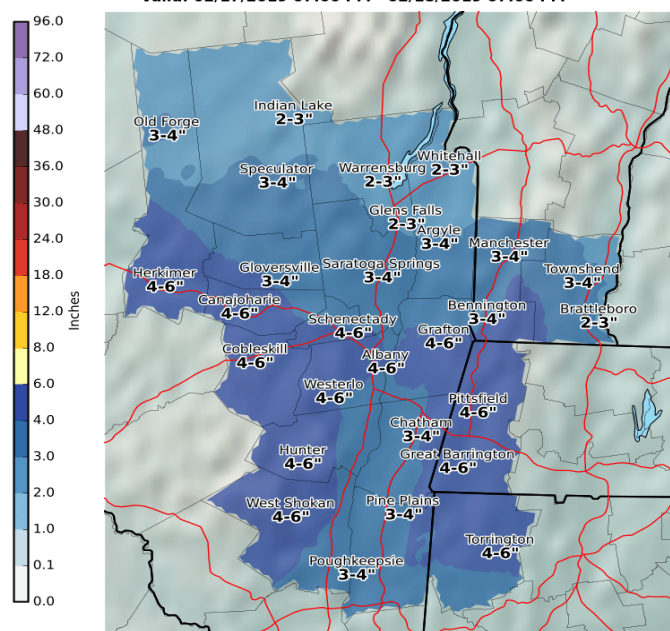 96.0
72.0
60.0
48.0
36.0
30.0
24.0
18.0
12.0
8.0
6.0
4.0
3.0
2.0
1.0
0.1
0.0
Inches
Indian Lake
2-3"
Old Forge
3-4"
Whitehall
2-3"
Speculator
3-4"
Warrensburg
2-3"
Glens Falls
2-3"
Argyle
3-4"
Manchester
3-4"
Herkimer
4-6"
Gloversville
3-4"
Saratoga Springs
3-4"
Townshend
3-4"
Canajoharie
4-6"
Schenectady
4-6"
Bennington
3-4"
Brattleboro
2-3"
Grafton
4-6"
Cobleskill
4-6"
Albany
4-6"
Westerlo
4-6"
Pittsfield
4-6"
Chatham
3-4"
Hunter
4-6"
Great Barrington
4-6"
West Shokan
4-6"
Pine Plains
3-4"
Torrington
4-6"
Poughkeepsie
3-4"